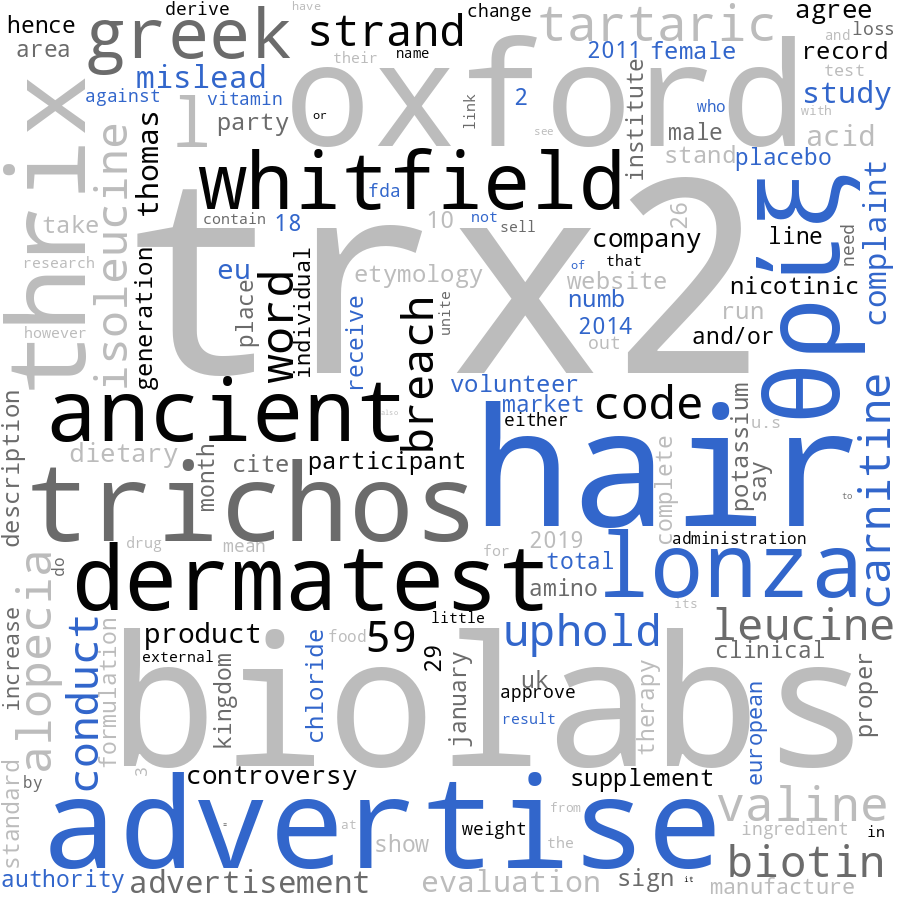 hence
derive
have
change
agree
area
greek
strand
tartaric
and
loss
their
name
2011
female
record
mislead
test
thrix
oxford
against
l
vitamin
link
2
institute
who
study
with
party
or
see
male
acid
isoleucine
thomas
whitfield
stand
placebo
fda
trx2
θρίξ
complaint
take
contain
18
10
not
sell
26
company
line
need
research
generation
eu
word
individual
etymology
of
that
website
nicotinic
place
receive
breach
unite
numb
run
however
2014
out
and/or
ancient
also
volunteer
market
code
either
potassium
u.s
hair
carnitine
description
dietary
month
cite
participant
complete
say
trichos
to
drug
mean
for
2019
administration
alopecia
do
dermatest
total
lonza
amino
its
increase
conduct
formulation
product
chloride
food
59
little
uphold
leucine
external
kingdom
29
january
uk
approve
therapy
clinical
proper
biolabs
result
european
standard
by
3
controversy
supplement
advertise
from
valine
at
show
weight
the
ingredient
in
authority
advertisement
evaluation
sign
it
biotin
manufacture